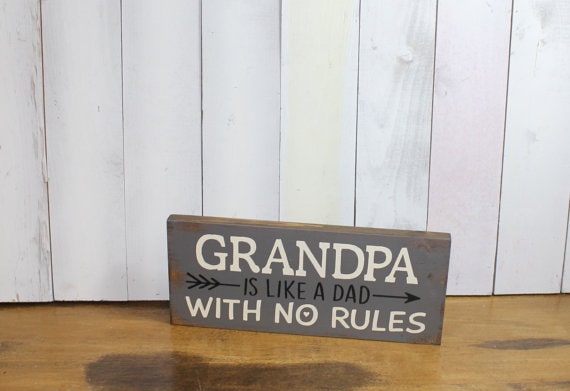 GRANDPA
IS LIKE A DAD
WITH NO RULES